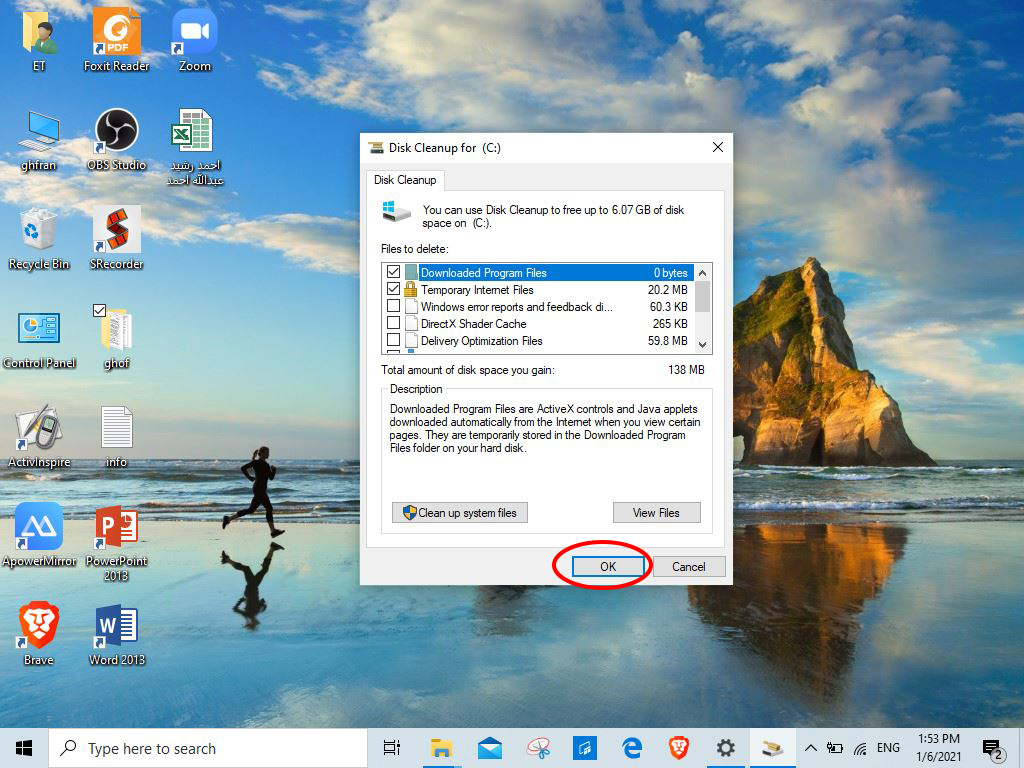 ET
Foxit Reader
Zoom
ghfran
OBS Studio
احمد رشيد
عبدالله احمد
Recycle Bin
SRecorder
Control Panel
ghof
ActivInspire
info
ApowerMirror
PowerPoint
2013
Brave
Word 2013
Disk Cleanup for (C:)
Disk Cleanup
You can use Disk Cleanup to free up to 6.07 GB of disk
space on (C:).
Files to delete:
Downloaded Program Files 0 bytes
Temporary Internet Files 20.2 MB
Windows error reports and feedback di... 60.3 KB
DirectX Shader Cache 265 KB
Delivery Optimization Files 59.8 MB
Total amount of disk space you gain: 138 MB
Description
Downloaded Program Files are ActiveX controls and Java applets
downloaded automatically from the Internet when you view certain
pages. They are temporarily stored in the Downloaded Program
Files folder on your hard disk.
Clean up system files
View Files
OK
Cancel
Type here to search
ENG
1:53 PM
1/6/2021
2